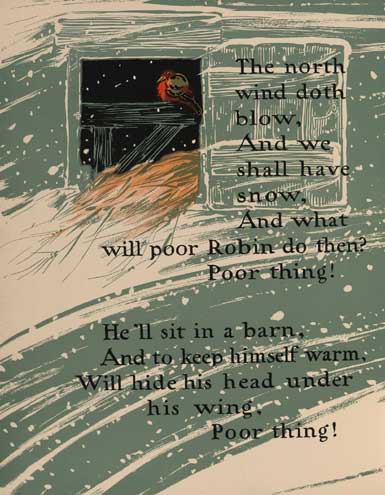 The north
wind doth
blow,
And we
shall have
snow,
And what
will poor Robin do then?
Poor thing!
He'll sit in a barn,
And to keep himself warm,
Will hide his head under
his wing,
Poor thing!